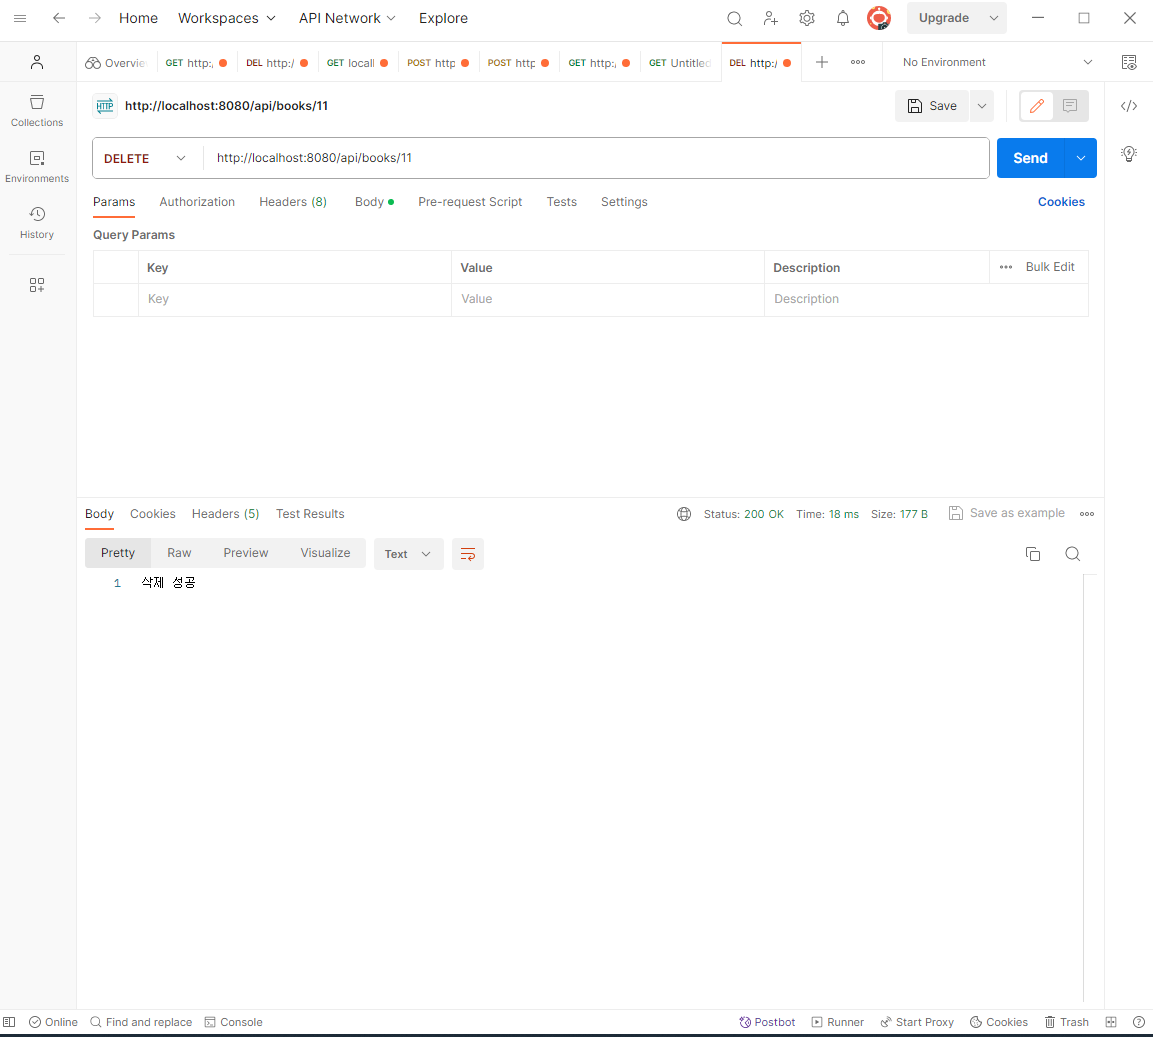 Home Workspaces API Network Explore Upgrade
Overvie GET http:, DEL http:/ GET locall POST http POST http GET http:, GET Untitled DEL http:/ No Environment
HTTP http://localhost:8080/api/books/11 Save
Collections
Environments
History
DELETE http://localhost:8080/api/books/11 Send
Params Authorization Headers (8) Body Pre-request Script Tests Settings Cookies
Query Params
Key Value Description Bulk Edit
Key Value Description
Body Cookies Headers (5) Test Results Status: 200 OK Time: 18 ms Size: 177 B Save as example
Pretty Raw Preview Visualize Text
1 삭제 성공
Online Find and replace Console Postbot Runner Start Proxy Cookies Trash